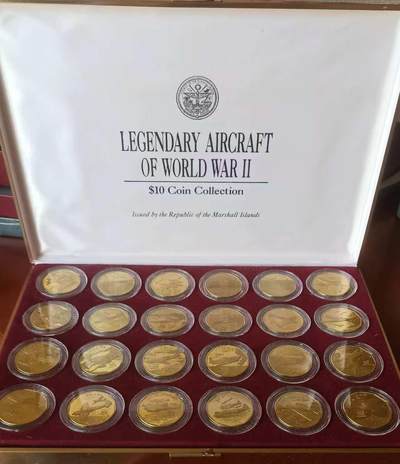 LEGENDARY AIRCRAFT
OF WORLD WAR II
$10 Coin Collection
Issued by the Republic of the Marshall Islands